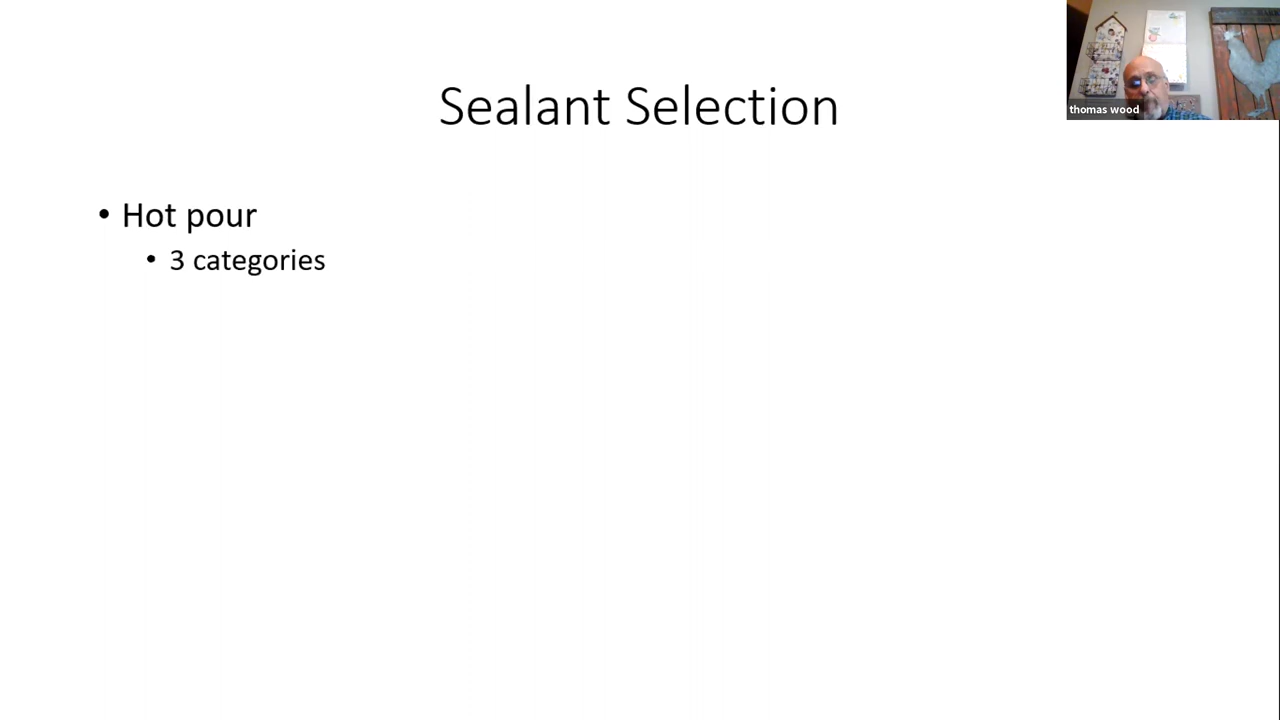 Sealant Selection
thomas wood
• Hot pour
• 3 categories